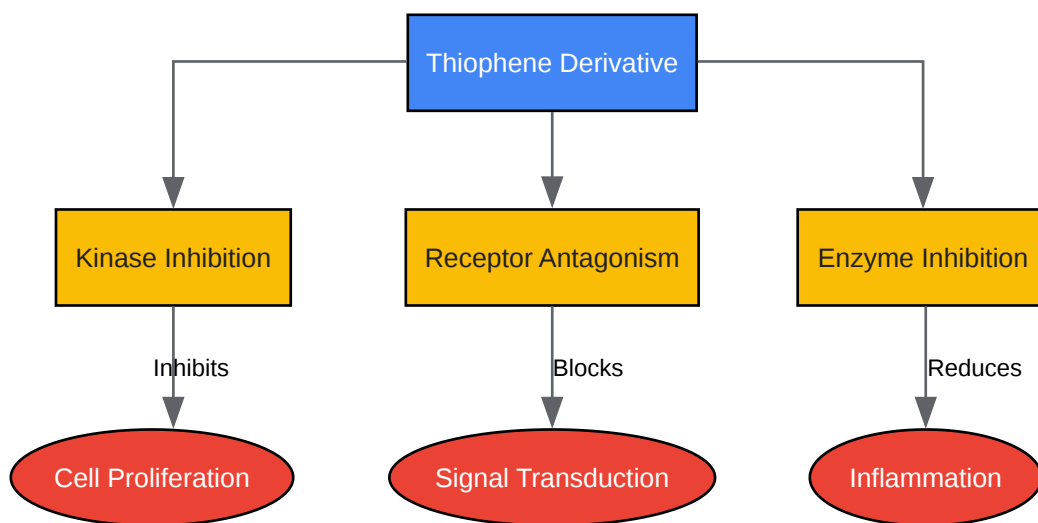 Thiophene Derivative
Kinase Inhibition
Receptor Antagonism
Enzyme Inhibition
Inhibits
Blocks
Reduces
Cell Proliferation
Signal Transduction
Inflammation